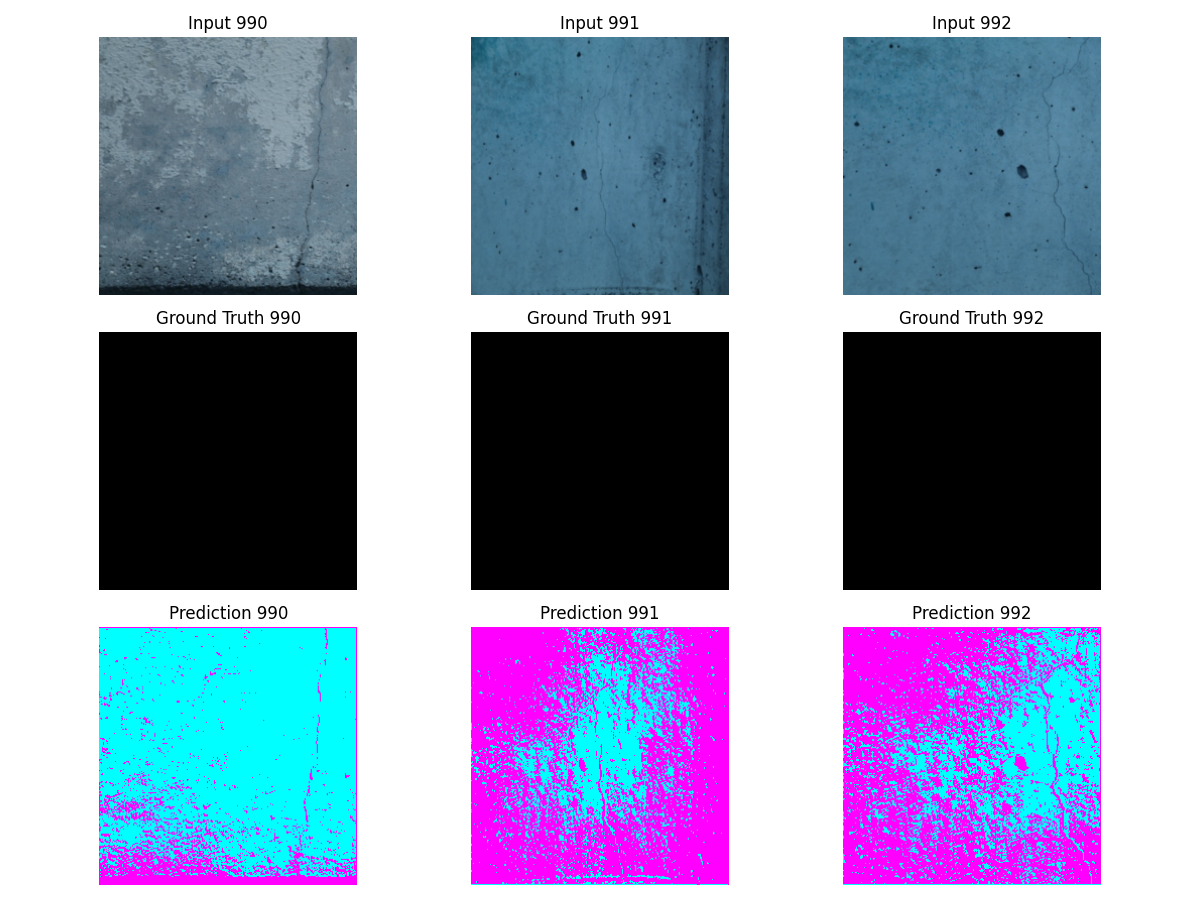 Input 990
Input 991
Input 992
Ground Truth 990
Ground Truth 991
Ground Truth 992
Prediction 990
Prediction 991
Prediction 992